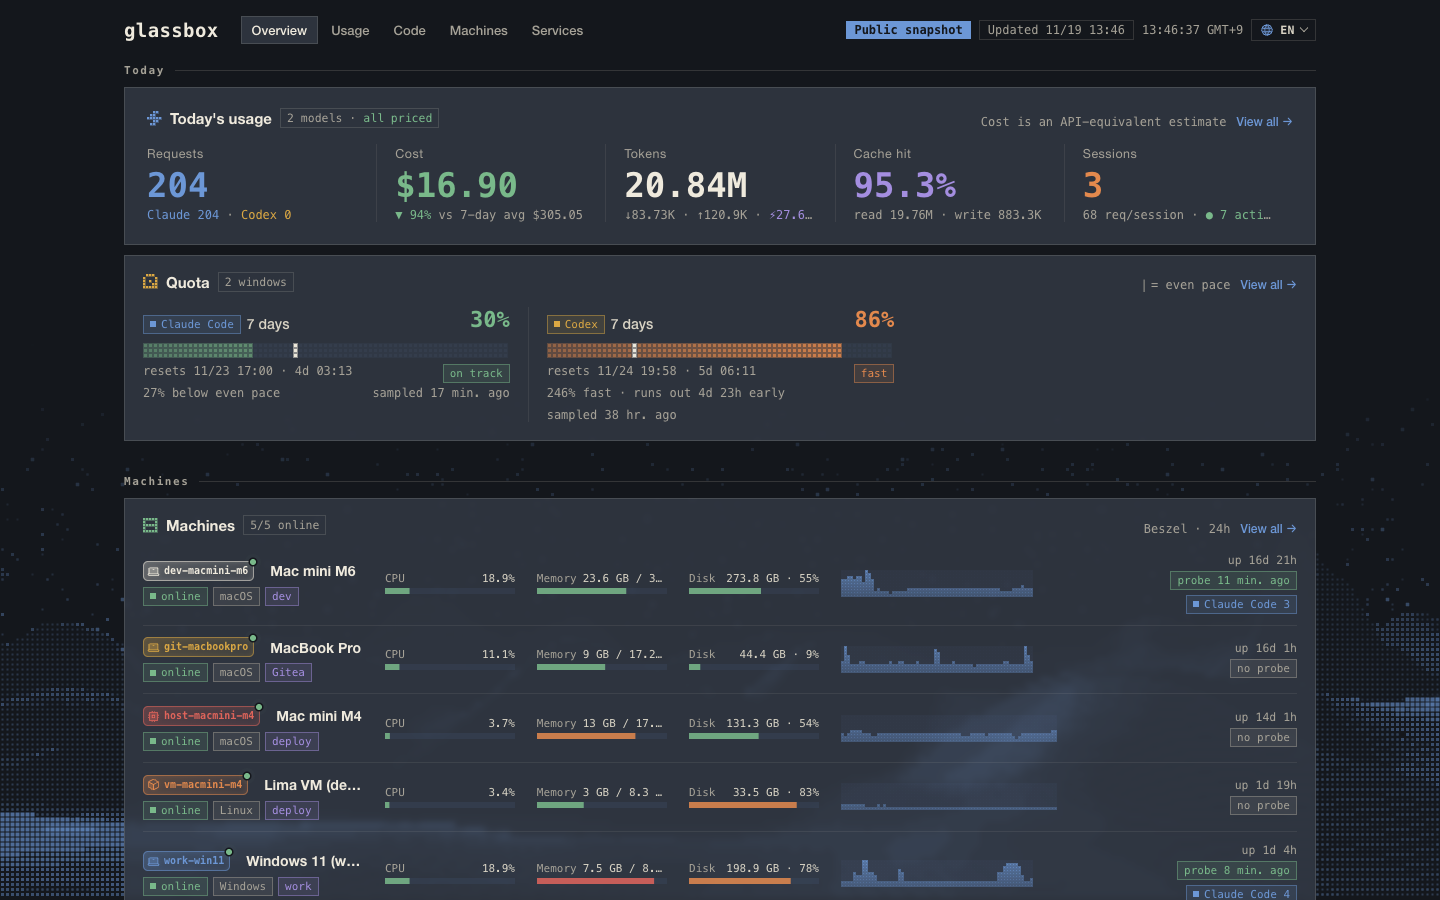 glassbox Overview Usage Code Machines Services Public snapshot Updated 11/19 13:46 13:46:37 GMT+9 EN
Today
Today's usage 2 models · all priced Cost is an API-equivalent estimate View all →
Requests Cost Tokens Cache hit Sessions
204 $16.90 20.84M 95.3% 3
Claude 204 · Codex 0 ▼ 94% vs 7-day avg $305.05 ↓83.73K · ↑120.9K · ⚡27.6… read 19.76M · write 883.3K 68 req/session · ● 7 acti…
Quota 2 windows | = even pace View all →
Claude Code 7 days 30% Codex 7 days 86%
resets 11/23 17:00 · 4d 03:13 on track resets 11/24 19:58 · 5d 06:11 fast
27% below even pace sampled 17 min. ago 246% fast · runs out 4d 23h early
sampled 38 hr. ago
Machines
Machines 5/5 online Beszel · 24h View all →
up 16d 21h
dev-macmini-m6 Mac mini M6 CPU 18.9% Memory 23.6 GB / 3… Disk 273.8 GB · 55% probe 11 min. ago
online macOS dev Claude Code 3
git-macbookpro MacBook Pro CPU 11.1% Memory 9 GB / 17.2… Disk 44.4 GB · 9% up 16d 1h
online macOS Gitea no probe
host-macmini-m4 Mac mini M4 CPU 3.7% Memory 13 GB / 17.… Disk 131.3 GB · 54% up 14d 1h
online macOS deploy no probe
vm-macmini-m4 Lima VM (de… CPU 3.4% Memory 3 GB / 8.3 … Disk 33.5 GB · 83% up 1d 19h
online Linux deploy no probe
up 1d 4h
work-win11 Windows 11 (w… CPU 18.9% Memory 7.5 GB / 8.… Disk 198.9 GB · 78% probe 8 min. ago
online Windows work Claude Code 4